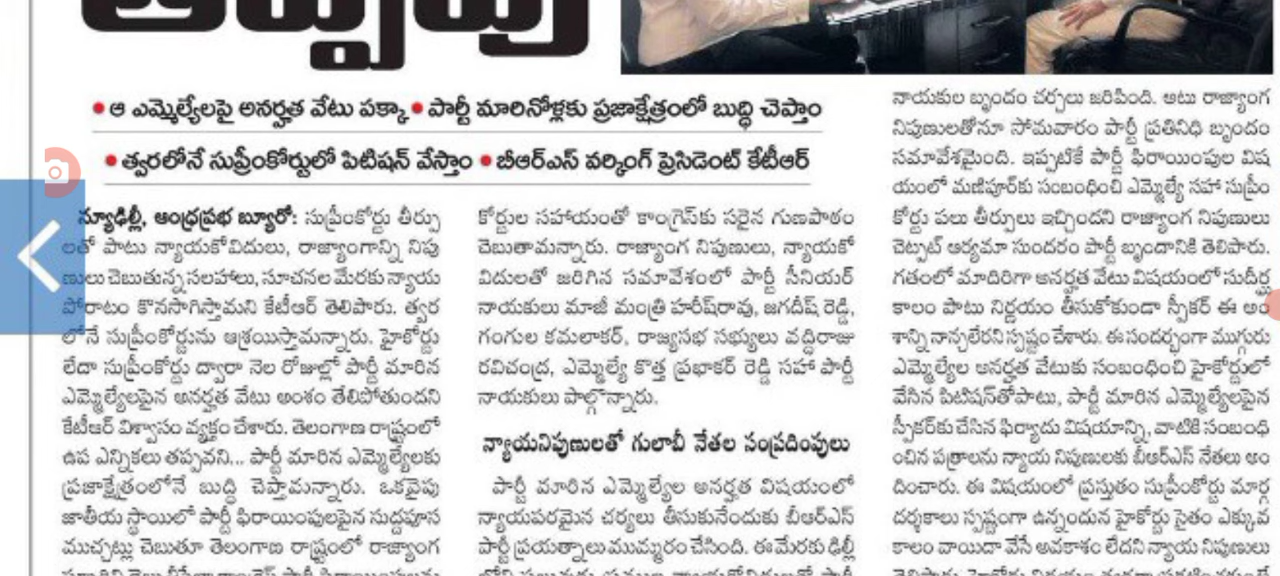 తప్పవు
• ఆ ఎమ్మెల్యేలపై అనర్హత వేటు పక్కా • పార్టీ మారినోళ్లకు ప్రజాక్షేత్రంలో బుద్ధి చెప్తాం
• త్వరలోనే సుప్రీంకోర్టులో పిటిషన్ వేస్తాం • బీఆర్ఎస్ వర్కింగ్ ప్రెసిడెంట్ కేటీఆర్
న్యూఢిల్లీ, ఆంధ్రప్రభ బ్యూరో: సుప్రీంకోర్టు తీర్పు
లతో పాటు న్యాయకోవిదులు, రాజ్యాంగాన్ని నిపు
ణులు చెబుతున్న సలహాలు, సూచనల మేరకు న్యాయ
పోరాటం కొనసాగిస్తామని కేటీఆర్ తెలిపారు. త్వర
లోనే సుప్రీంకోర్టును ఆశ్రయిస్తామన్నారు. హైకోర్టు
లేదా సుప్రీంకోర్టు ద్వారా నెల రోజుల్లో పార్టీ మారిన
ఎమ్మెల్యేలపైన అనర్హత వేటు అంశం తేలిపోతుందని
కేటీఆర్ విశ్వాసం వ్యక్తం చేశారు. తెలంగాణ రాష్ట్రంలో
ఉప ఎన్నికలు తప్పవని... పార్టీ మారిన ఎమ్మెల్యేలకు
ప్రజాక్షేత్రంలోనే బుద్ధి చెప్తామన్నారు. ఒకవైపు
జాతీయ స్థాయిలో పార్టీ ఫిరాయింపులపైన సుద్దపూస
ముచ్చట్లు చెబుతూ తెలంగాణ రాష్ట్రంలో రాజ్యాంగ
కోర్టుల సహాయంతో కాంగ్రెస్‌కు సరైన గుణపాఠం
చెబుతామన్నారు. రాజ్యాంగ నిపుణులు, న్యాయకో
విదులతో జరిగిన సమావేశంలో పార్టీ సీనియర్
నాయకులు మాజీ మంత్రి హరీష్‌రావు, జగదీష్ రెడ్డి,
గంగుల కమలాకర్, రాజ్యసభ సభ్యులు వద్దిరాజు
రవిచంద్ర, ఎమ్మెల్యే కొత్త ప్రభాకర్ రెడ్డి సహా పార్టీ
నాయకులు పాల్గొన్నారు.
న్యాయనిపుణులతో గులాబీ నేతల సంప్రదింపులు
పార్టీ మారిన ఎమ్మెల్యేల అనర్హత విషయంలో
న్యాయపరమైన చర్యలు తీసుకునేందుకు బీఆర్ఎస్
పార్టీ ప్రయత్నాలు ముమ్మరం చేసింది. ఈ మేరకు ఢిల్లీ
నాయకుల బృందం చర్చలు జరిపింది. అటు రాజ్యాంగ
నిపుణులతోనూ సోమవారం పార్టీ ప్రతినిధి బృందం
సమావేశమైంది. ఇప్పటికే పార్టీ ఫిరాయింపుల విష
యంలో మణిపూర్‌కు సంబంధించి ఎమ్మెల్యే సహా సుప్రీం
కోర్టు పలు తీర్పులు ఇచ్చిందని రాజ్యాంగ నిపుణులు
చెట్పట్ ఆర్యమా సుందరం పార్టీ బృందానికి తెలిపారు.
గతంలో మాదిరిగా అనర్హత వేటు విషయంలో సుదీర్ఘ
కాలం పాటు నిర్ణయం తీసుకోకుండా స్పీకర్ ఈ అం
శాన్ని నాన్చలేరని స్పష్టం చేశారు. ఈ సందర్భంగా ముగ్గురు
ఎమ్మెల్యేల అనర్హత వేటుకు సంబంధించి హైకోర్టులో
వేసిన పిటిషన్‌తోపాటు, పార్టీ మారిన ఎమ్మెల్యేలపైన
స్పీకర్‌కు చేసిన ఫిర్యాదు విషయాన్ని, వాటికి సంబంధి
ంచిన పత్రాలను న్యాయ నిపుణులకు బీఆర్ఎస్ నేతలు అం
దించారు. ఈ విషయంలో ప్రస్తుతం సుప్రీంకోర్టు మార్గ
దర్శకాలు స్పష్టంగా ఉన్నందున హైకోర్టు సైతం ఎక్కువ
కాలం వాయిదా వేసే అవకాశం లేదని న్యాయ నిపుణులు